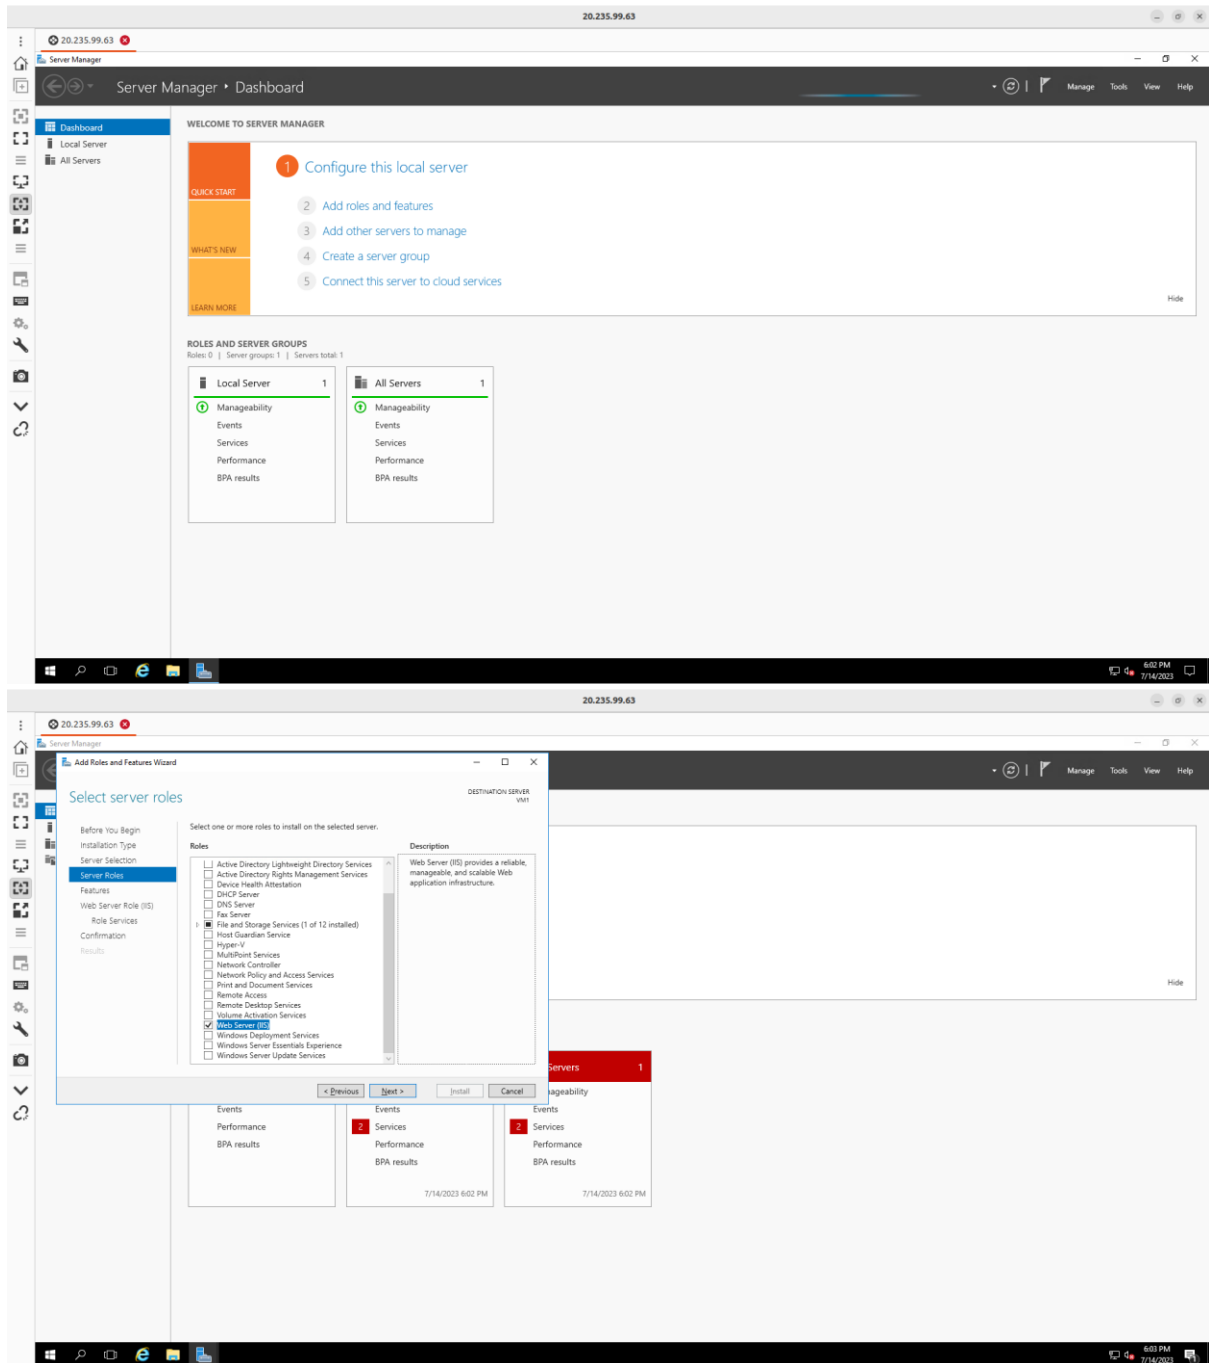 20.235.99.63
20.235.99.63
Server Manager
Server Manager • Dashboard
Manage Tools View Help
Dashboard
Local Server
All Servers
WELCOME TO SERVER MANAGER
QUICK START
WHAT'S NEW
LEARN MORE
1 Configure this local server
2 Add roles and features
3 Add other servers to manage
4 Create a server group
5 Connect this server to cloud services
Hide
ROLES AND SERVER GROUPS
Roles: 0 | Server groups: 1 | Servers total: 1
Local Server 1
Manageability
Events
Services
Performance
BPA results
All Servers 1
Manageability
Events
Services
Performance
BPA results
6:02 PM
7/14/2023
20.235.99.63
20.235.99.63
Server Manager
Manage Tools View Help
Add Roles and Features Wizard
Select server roles
DESTINATION SERVER
VM1
Before You Begin
Installation Type
Server Selection
Server Roles
Features
Web Server Role (IIS)
Role Services
Confirmation
Results
Select one or more roles to install on the selected server.
Roles
Active Directory Lightweight Directory Services
Active Directory Rights Management Services
Device Health Attestation
DHCP Server
DNS Server
Fax Server
File and Storage Services (1 of 12 installed)
Host Guardian Service
Hyper-V
MultiPoint Services
Network Controller
Network Policy and Access Services
Print and Document Services
Remote Access
Remote Desktop Services
Volume Activation Services
Web Server (IIS)
Windows Deployment Services
Windows Server Essentials Experience
Windows Server Update Services
Description
Web Server (IIS) provides a reliable,
manageable, and scalable Web
application infrastructure.
< Previous Next > Install Cancel
Hide
Events
Performance
BPA results
Events
2 Services
Performance
BPA results
7/14/2023 6:02 PM
Servers 1
ageability
Events
2 Services
Performance
BPA results
7/14/2023 6:02 PM
6:03 PM
7/14/2023